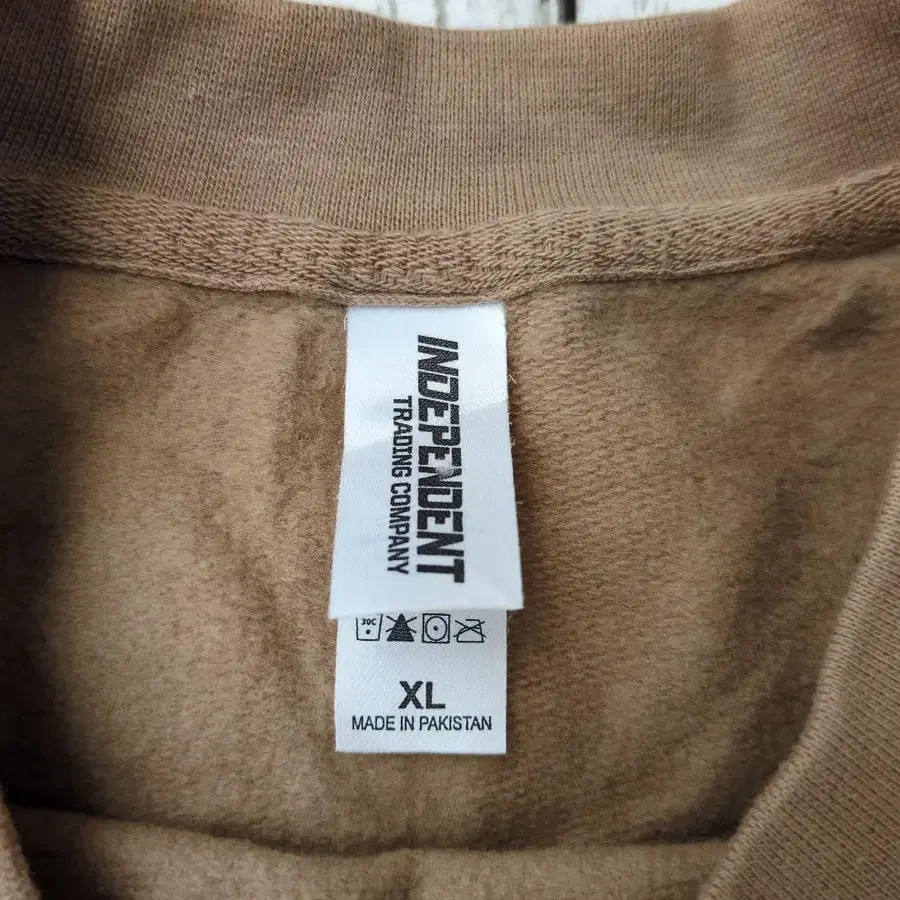 INDEPENDENT
TRADING COMPANY
30C
XL
MADE IN PAKISTAN